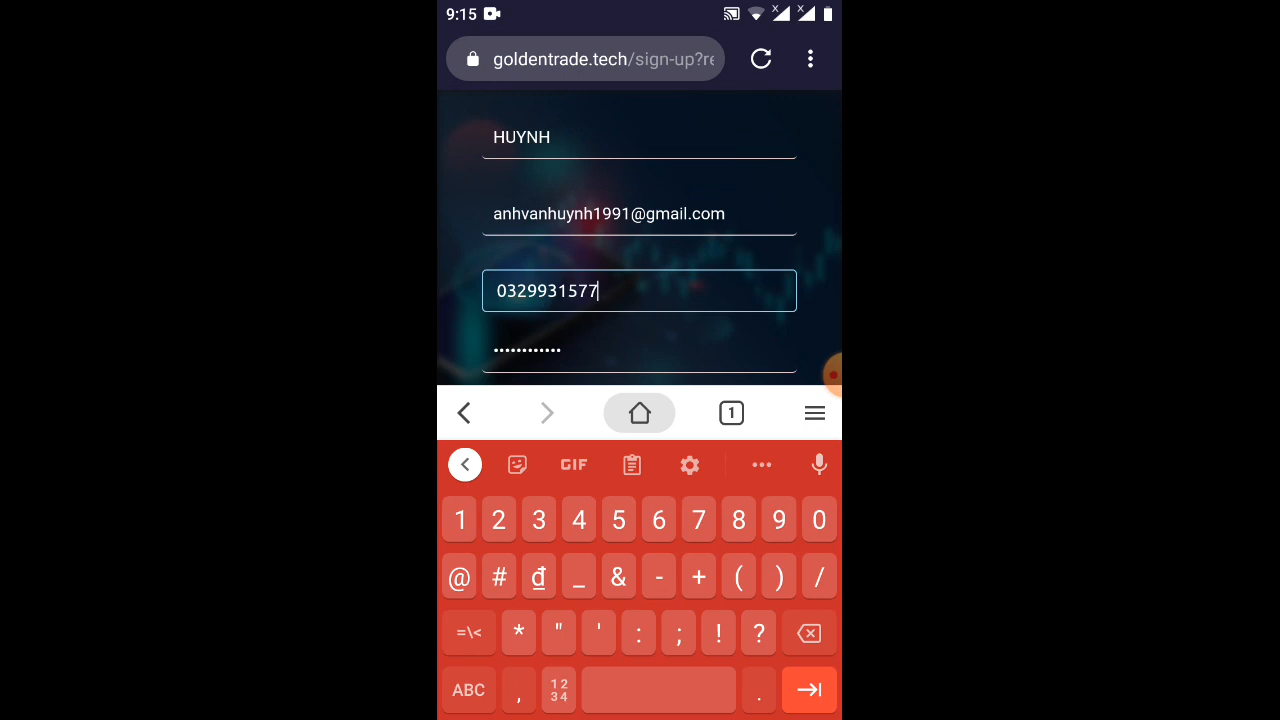 9:15
goldentrade.tech/sign-up?re
HUYNH
anhvanhuynh1991@gmail.com
0329931577
••••••••••••
1
GIF
1 2 3 4 5 6 7 8 9 0
@ # ₫ _ & - + ( ) /
=\< * " ' : ; ! ?
ABC , 12 34 .